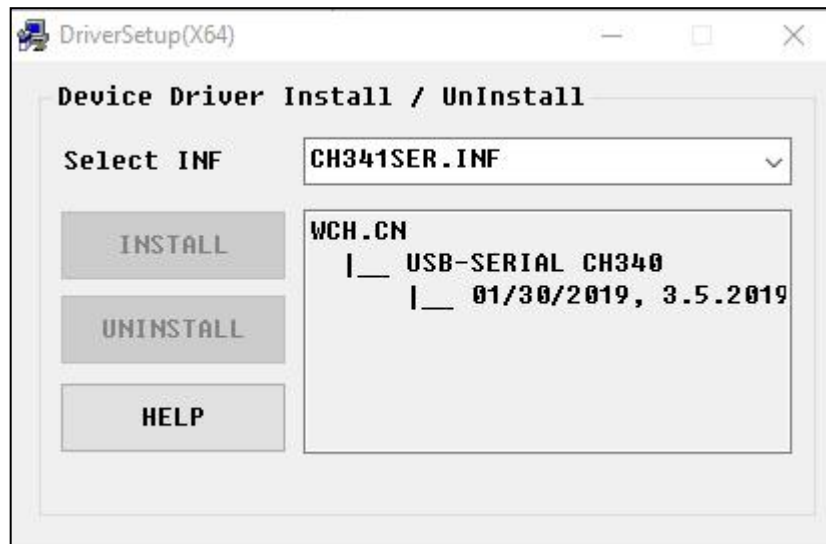 DriverSetup(X64)
Device Driver Install / UnInstall
Select INF
CH341SER.INF
INSTALL
UNINSTALL
HELP
WCH.CN
|__ USB-SERIAL CH340
|__ 01/30/2019, 3.5.2019